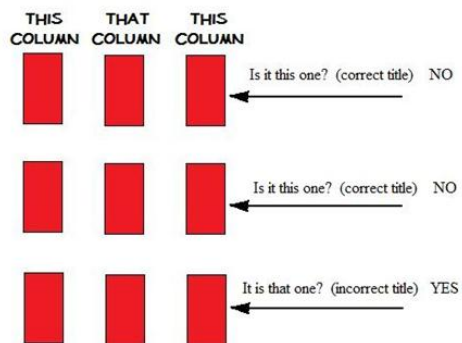 THIS THAT THIS
COLUMN COLUMN COLUMN
Is it this one? (correct title) NO
Is it this one? (correct title) NO
It is that one? (incorrect title) YES